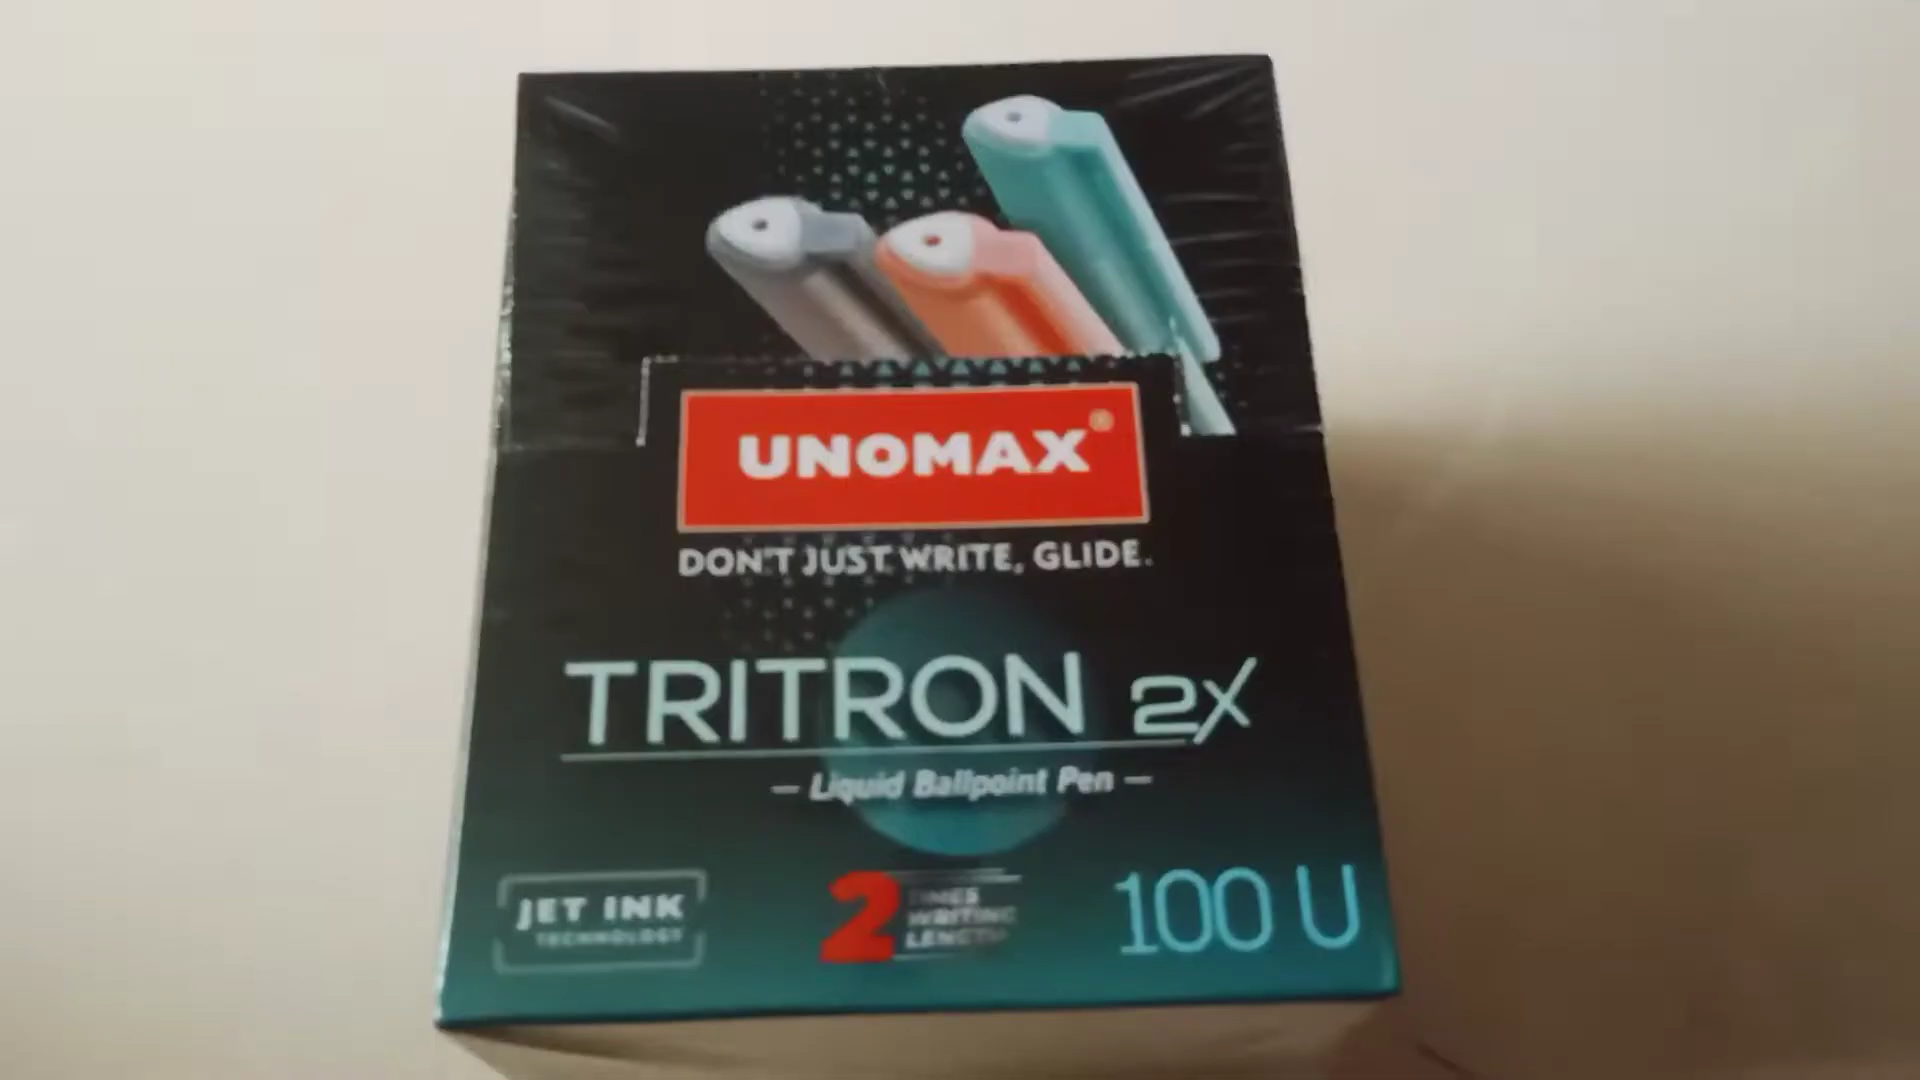 UNOMAX®
DON'T JUST WRITE, GLIDE.
TRITRON 2X
— Liquid Ballpoint Pen —
JET INK
TECHNOLOGY
2 TIMES
WRITING
LENGTH
100 U